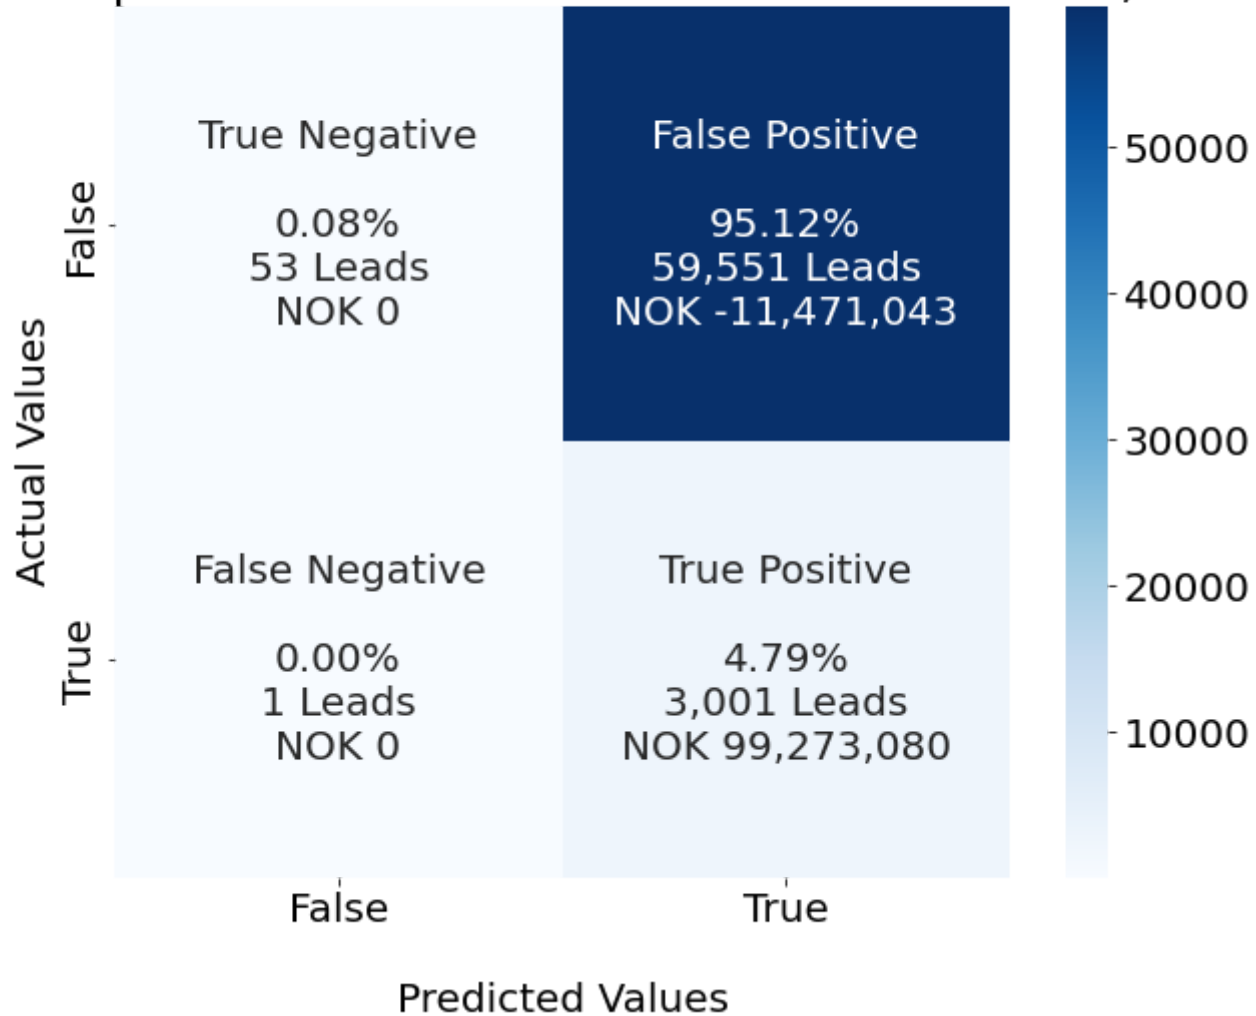 True Negative
0.08%
53 Leads
NOK 0
False Positive
95.12%
59,551 Leads
NOK -11,471,043
False Negative
0.00%
1 Leads
NOK 0
True Positive
4.79%
3,001 Leads
NOK 99,273,080
Actual Values
False
True
False
True
Predicted Values
50000
40000
30000
20000
10000